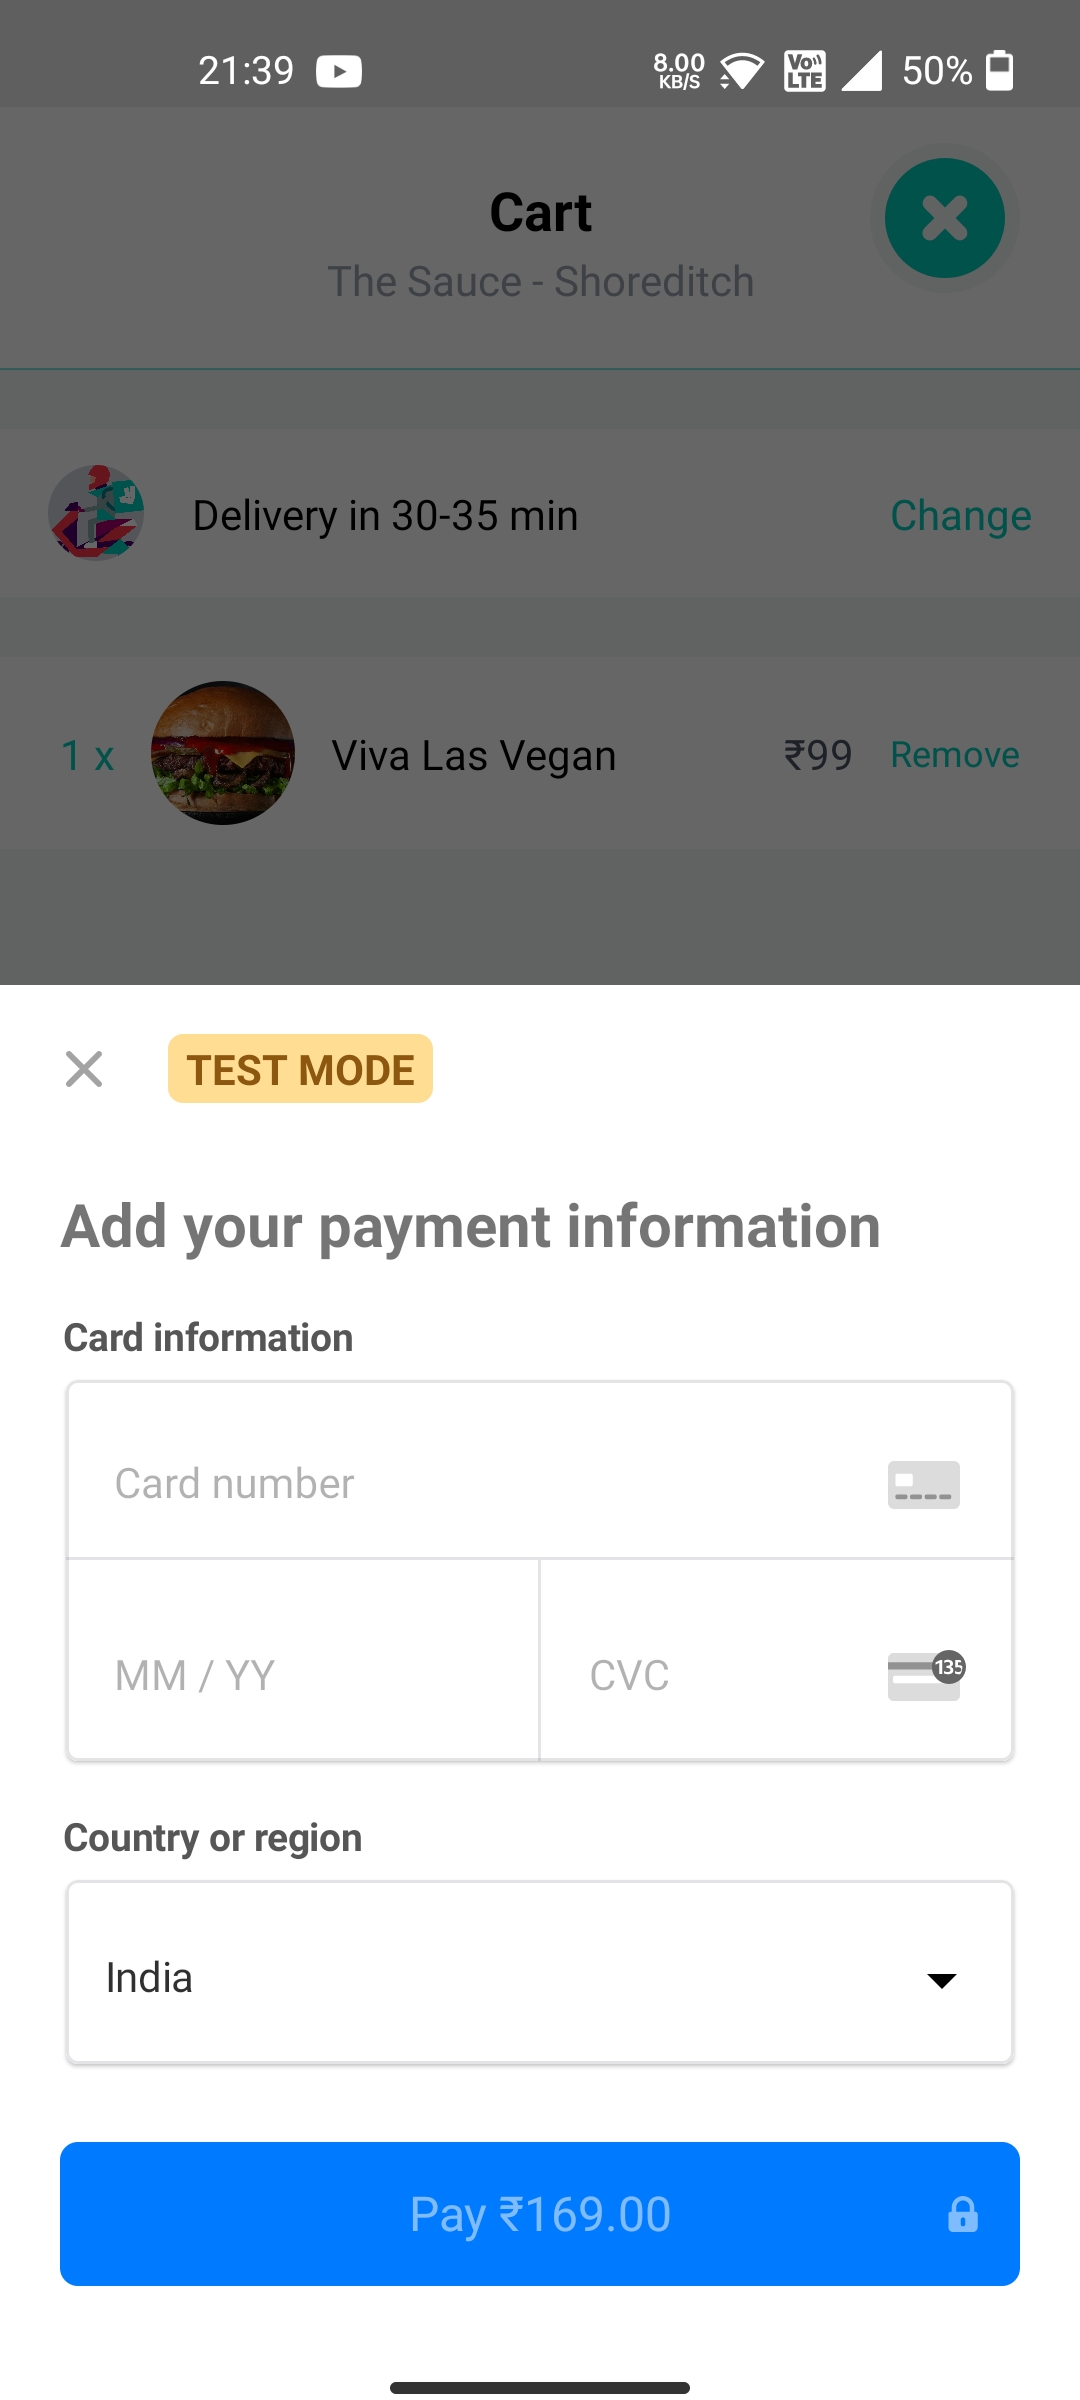 21:39
8.00
KB/S
Vo
LTE
50%
Cart
The Sauce - Shoreditch
Delivery in 30-35 min
Change
1 x
Viva Las Vegan
₹99
Remove
TEST MODE
Add your payment information
Card information
Card number
MM / YY
CVC
135
Country or region
India
Pay ₹169.00